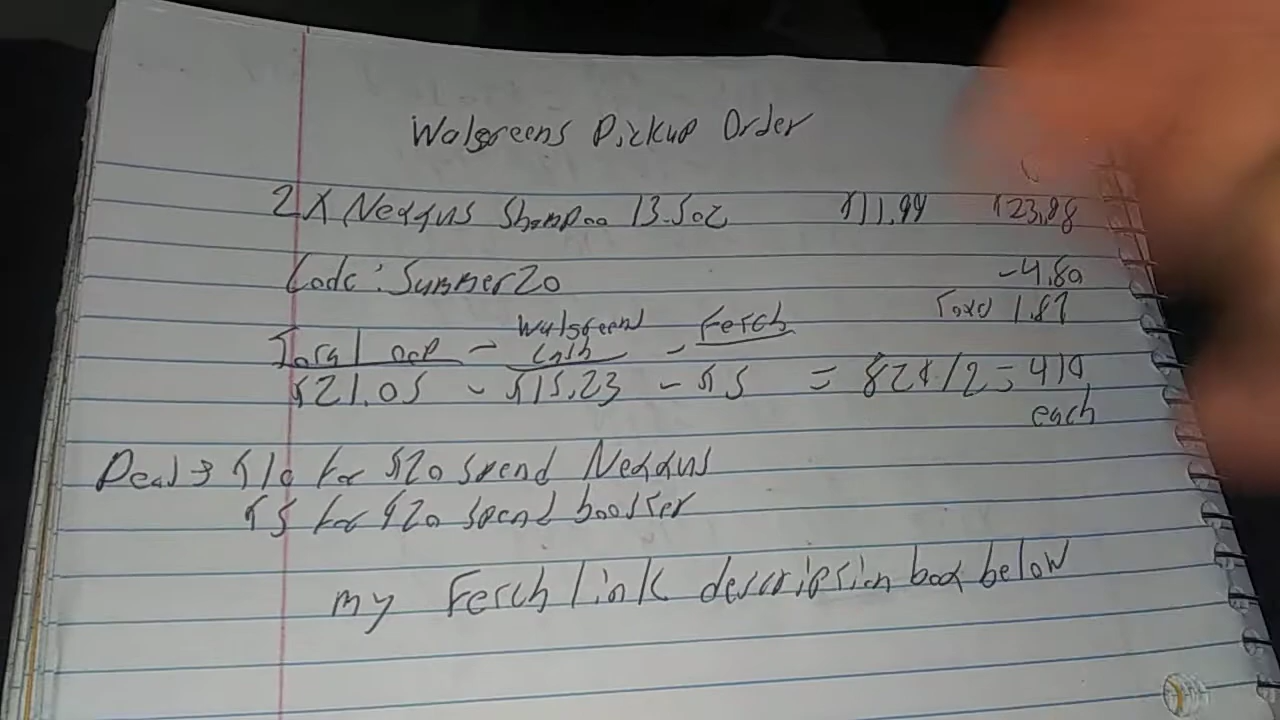 Walgreens Pickup Order
2 X Nexxus Shampoo 13.5oz $11.99 $23.98
Code: Summer20 -4.80
Taxd 1.87
Total oop - Walgreens Cash - Fetch
$21.05 - $15.23 - $5 = 82¢/2 = 41¢
each
Deal → $10 for $20 spend Nexxus
$5 for $20 spend booster
my Fetch link description box below